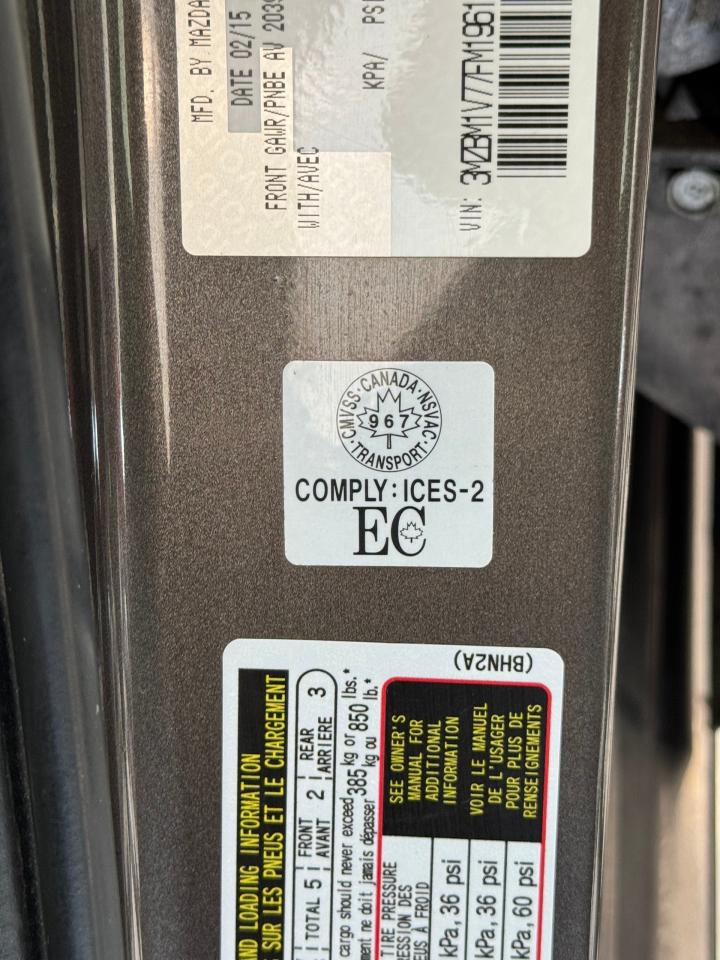 MFD. BY MAZDA
DATE 02/15
FRONT GAWR/PNBE AV 2039
WITH/AVEC
KPA/ PSI
VIN: 3MZBM1V77FM1961
CMVSS · CANADA · NSVAC · TRANSPORT
967
COMPLY:ICES-2
EC
(BHN2A)
AND LOADING INFORMATION
SUR LES PNEUS ET LE CHARGEMENT
TOTAL 5 FRONT 2 REAR 3
AVANT ARRIERE
cargo should never exceed 385 kg or 850 lbs.*
ment ne doit jamais dépasser kg ou lb.*
TIRE PRESSURE
ESSION DES
EUS À FROID
SEE OWNER'S
MANUAL FOR
ADDITIONAL
INFORMATION
VOIR LE MANUEL
DE L'USAGER
POUR PLUS DE
RENSEIGNEMENTS
kPa, 36 psi
kPa, 36 psi
kPa, 60 psi